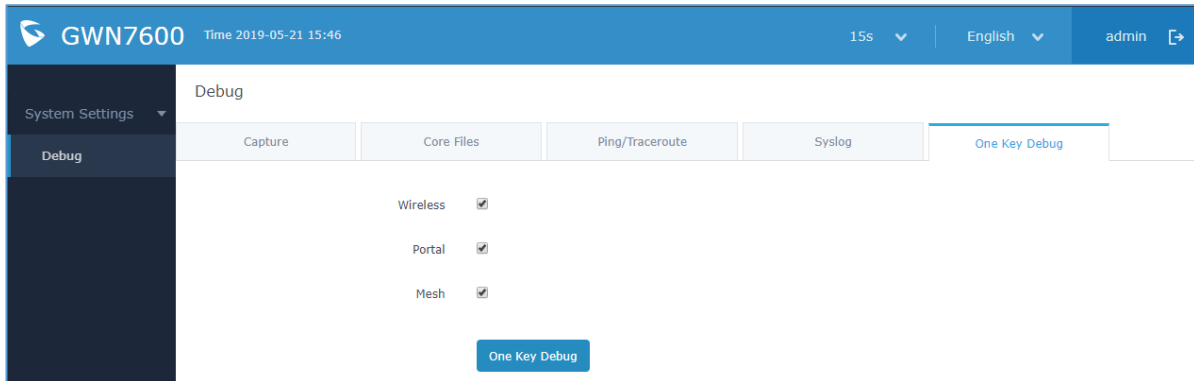 GWN7600 Time 2019-05-21 15:46 15s English admin
Debug
System Settings
Debug
Capture Core Files Ping/Traceroute Syslog One Key Debug
Wireless
Portal
Mesh
One Key Debug